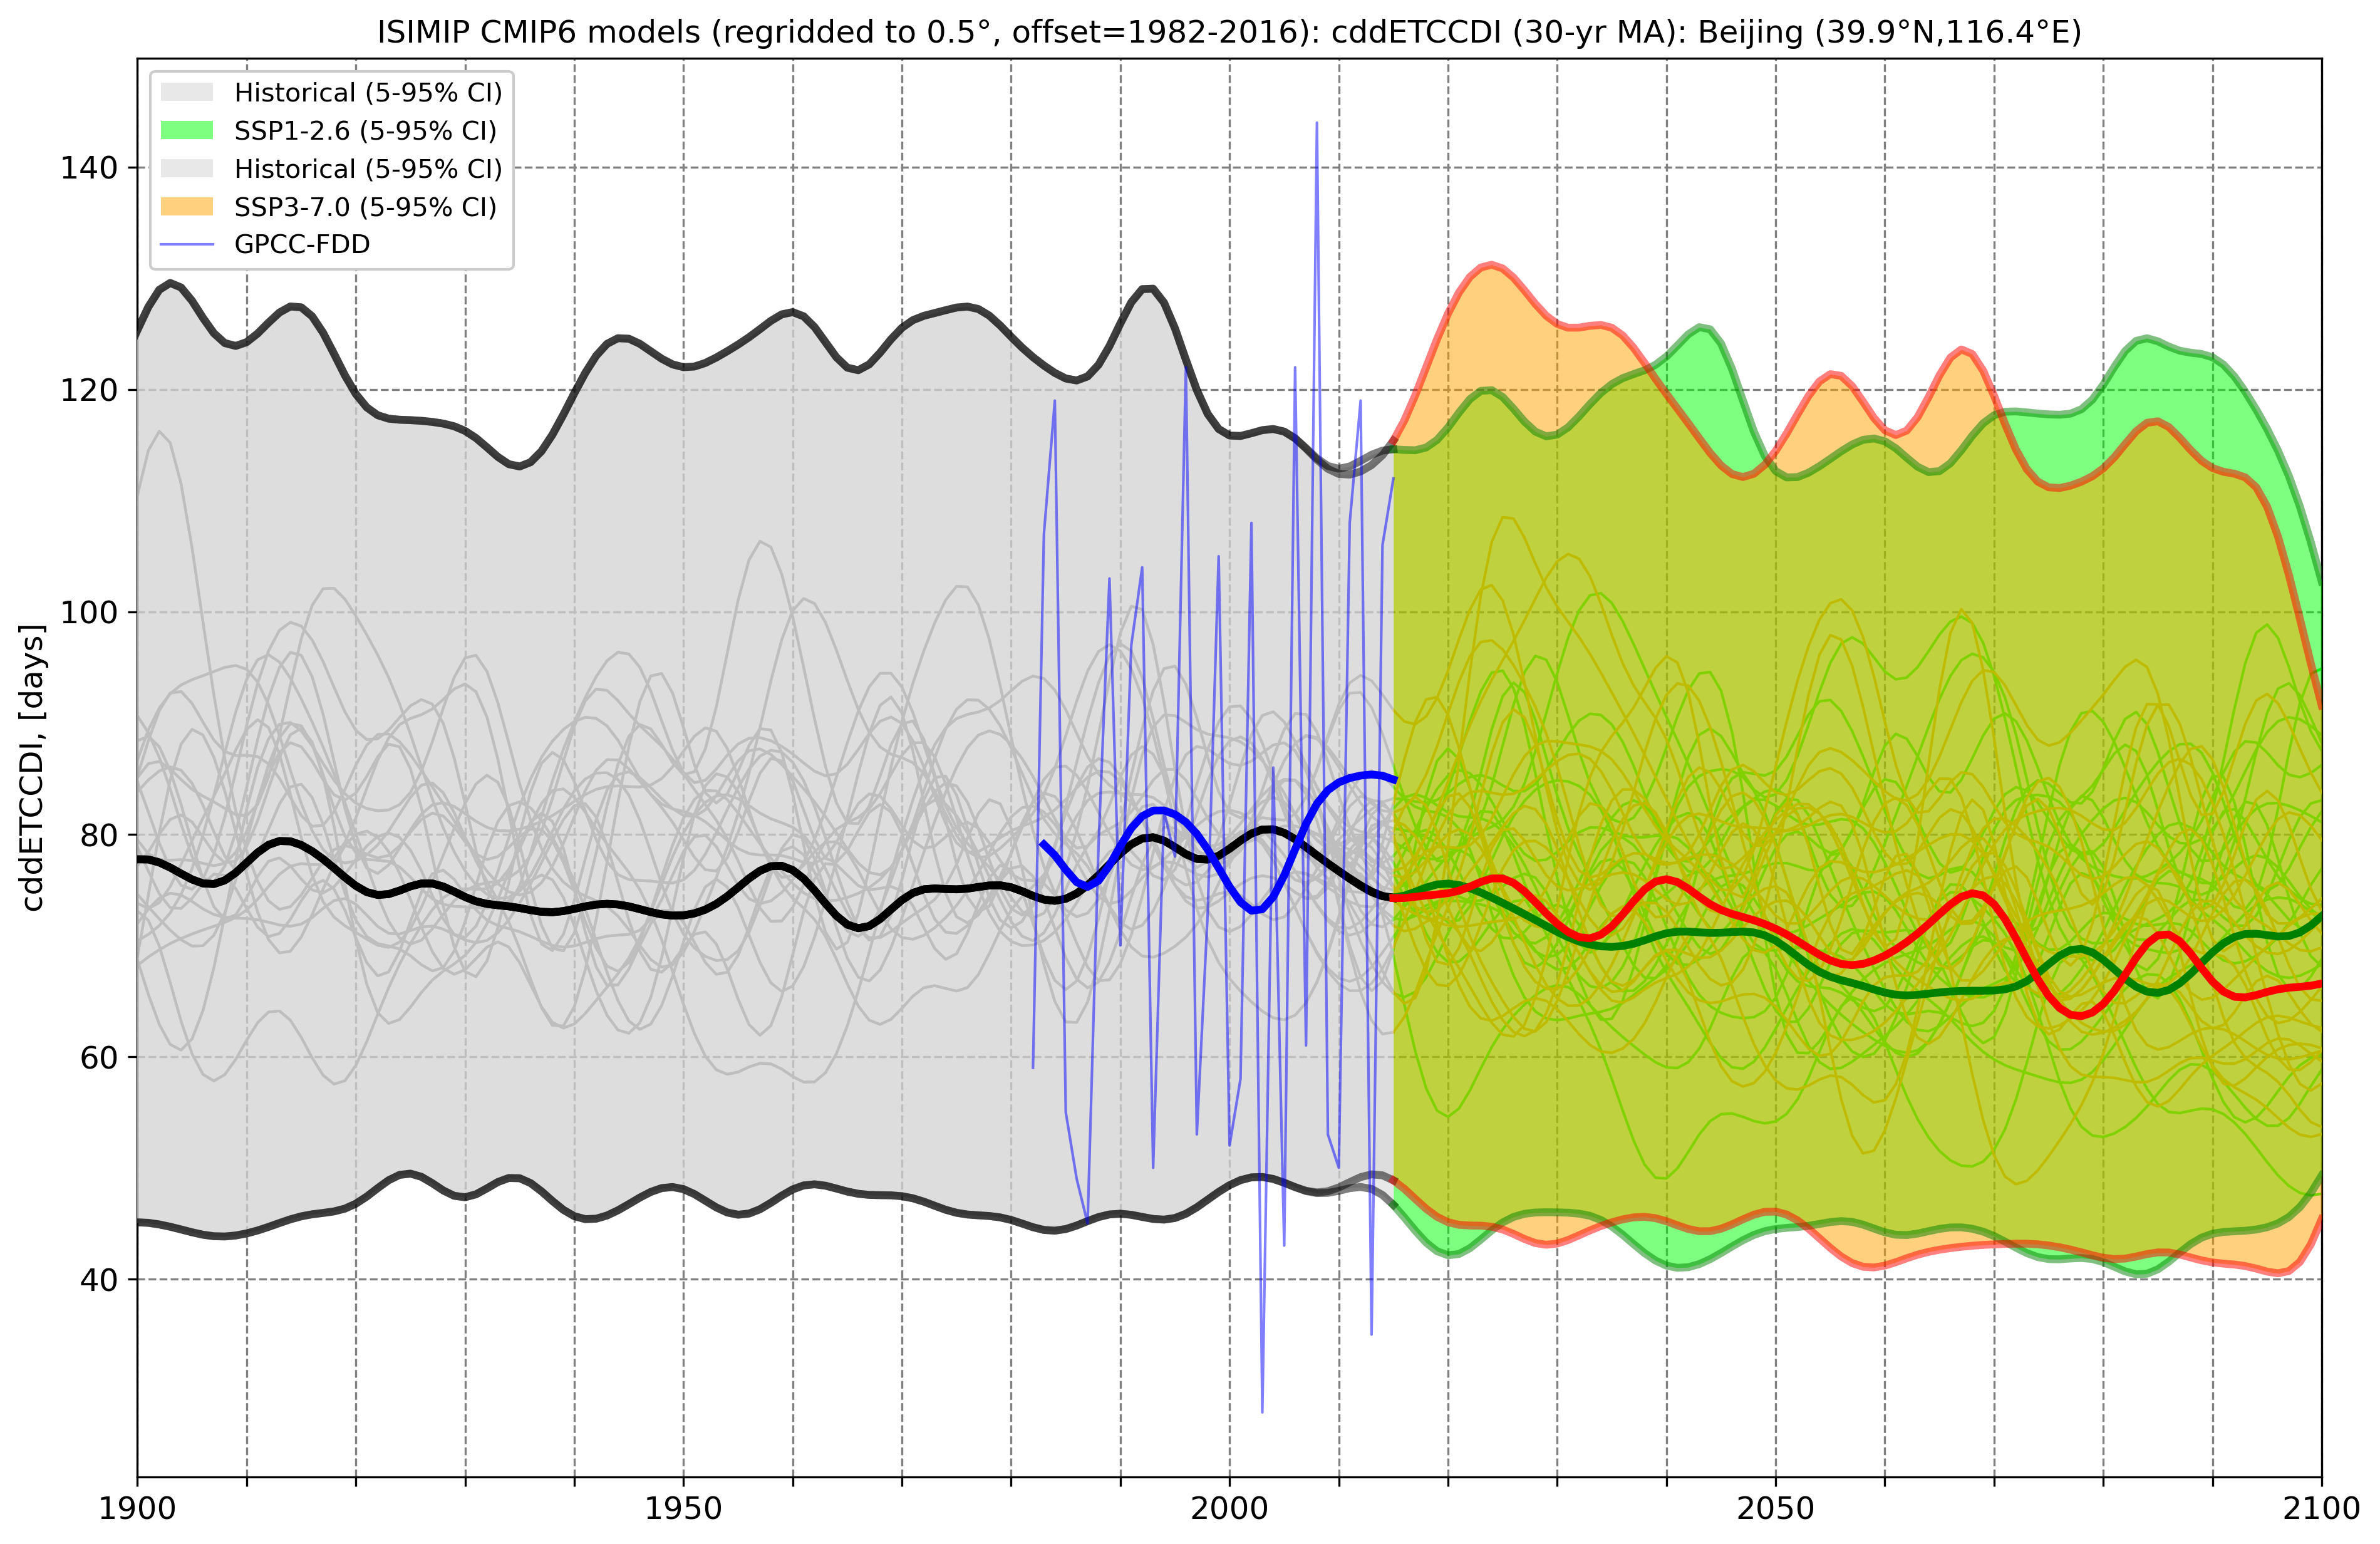 ISIMIP CMIP6 models (regridded to 0.5°, offset=1982-2016): cddETCCDI (30-yr MA): Beijing (39.9°N,116.4°E)
Historical (5-95% CI)
SSP1-2.6 (5-95% CI)
Historical (5-95% CI)
SSP3-7.0 (5-95% CI)
GPCC-FDD
cddETCCDI, [days]
140
120
100
80
60
40
1900 1950 2000 2050 2100